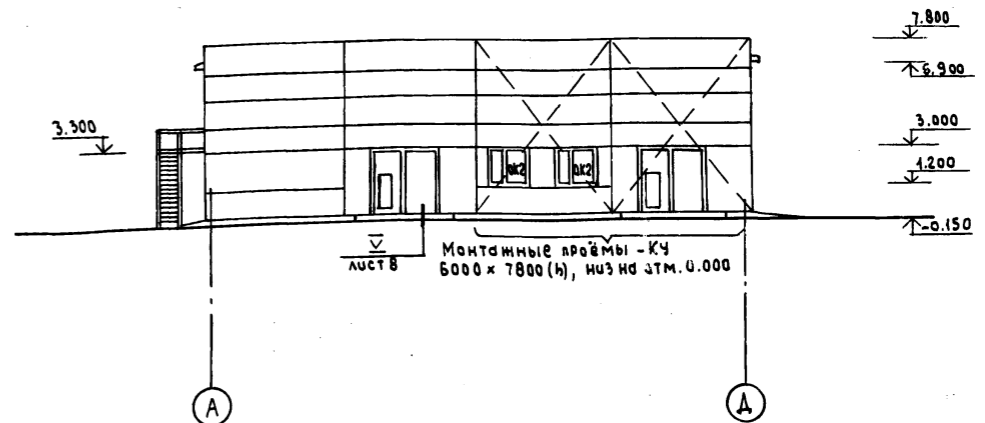 7.800
6.900
3.300
3.000
1.200
ОК2 ОК2
-0.150
V
лист 8
Монтажные проёмы - КУ
6000 × 7800(h), низ на отм. 0.000
А Д